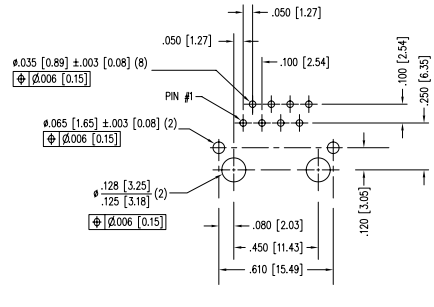 .050 [1.27]
.050 [1.27]
ø.035 [0.89] ±.003 [0.08] (8)
⌖ Ø.006 [0.15]
.100 [2.54]
PIN #1
.100 [2.54]
.250 [6.35]
ø.065 [1.65] ±.003 [0.08] (2)
⌖ Ø.006 [0.15]
ø .128 [3.25]
.125 [3.18] (2)
⌖ Ø.006 [0.15]
.120 [3.05]
.080 [2.03]
.450 [11.43]
.610 [15.49]